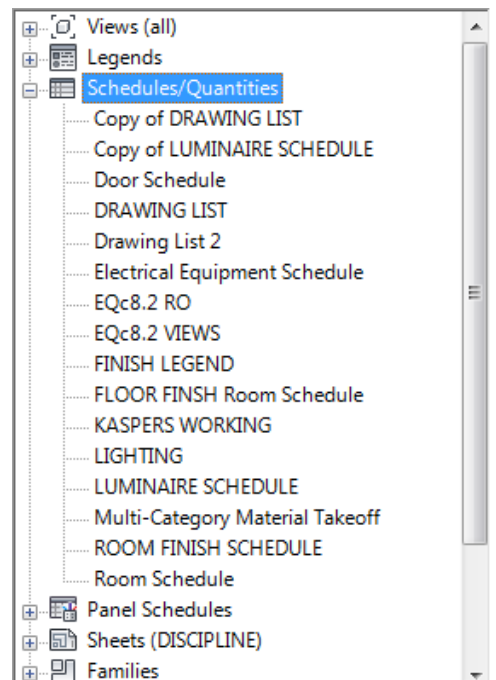 Views (all)
Legends
Schedules/Quantities
Copy of DRAWING LIST
Copy of LUMINAIRE SCHEDULE
Door Schedule
DRAWING LIST
Drawing List 2
Electrical Equipment Schedule
EQc8.2 RO
EQc8.2 VIEWS
FINISH LEGEND
FLOOR FINSH Room Schedule
KASPERS WORKING
LIGHTING
LUMINAIRE SCHEDULE
Multi-Category Material Takeoff
ROOM FINISH SCHEDULE
Room Schedule
Panel Schedules
Sheets (DISCIPLINE)
Families